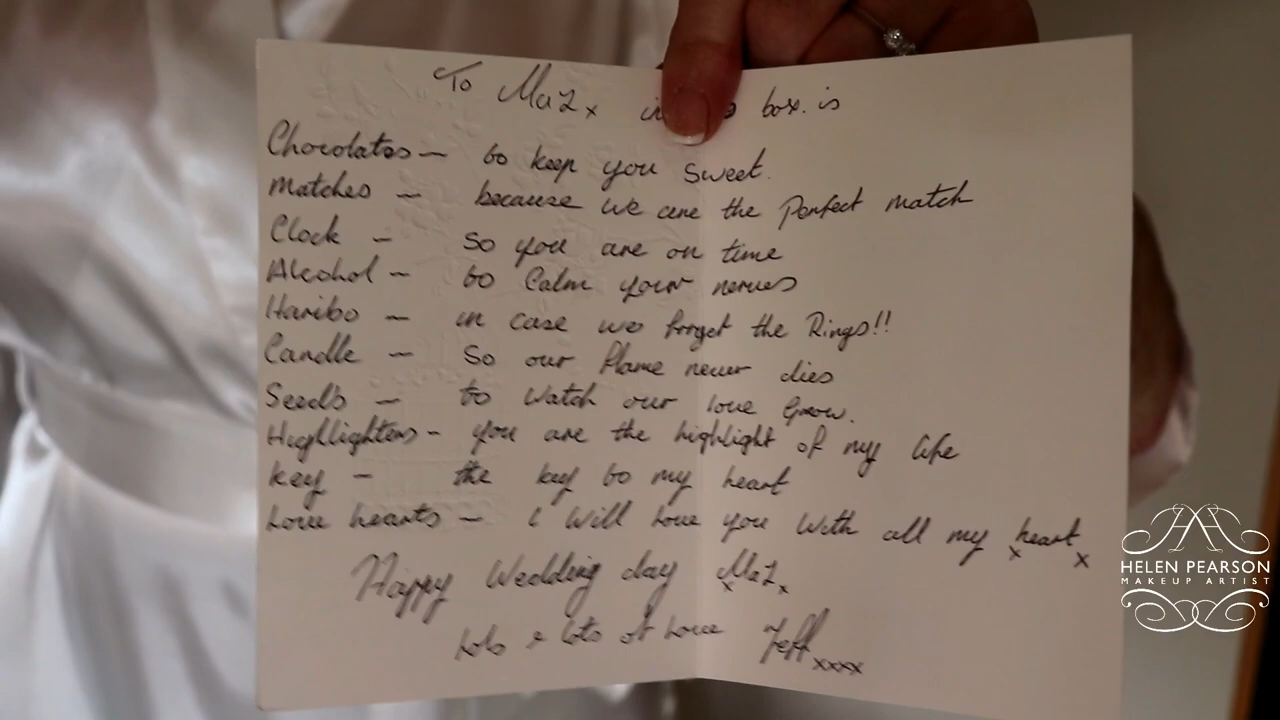 To Maz x in box. is
Chocolates - to keep you sweet.
Matches - because we are the Perfect match
Clock - So you are on time
Alcohol - to Calm your nerves
Haribo - in case we forget the Rings!!
Candle - So our flame never dies
Seeds - to Watch our love Grow.
Highlighters - you are the highlight of my life
key - the key to my heart
Love hearts - I Will Love you With all my heart x x
Happy Wedding day Maz x x
Lots & lots of Love Jeff xxxx
HELEN PEARSON
MAKEUP ARTIST